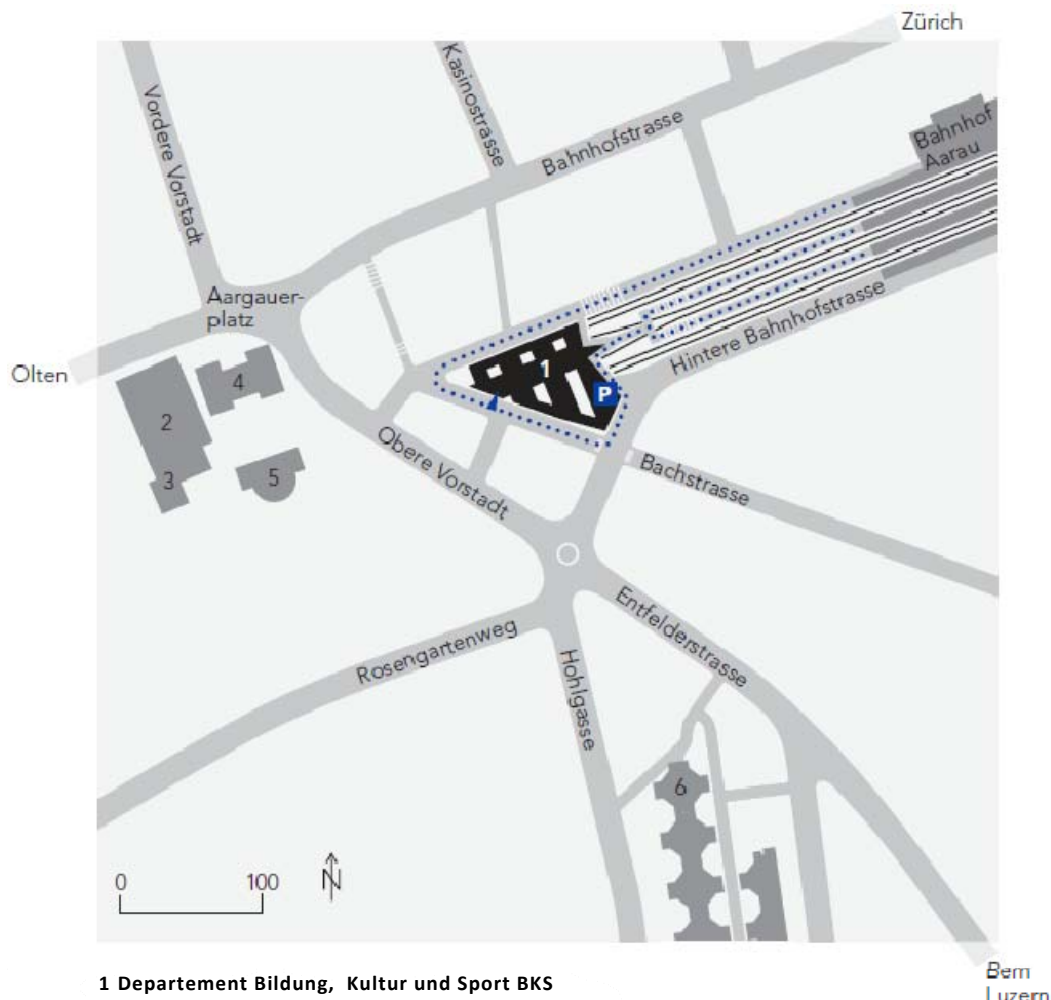 Zürich
Kasinostrasse
Vordere Vorstadt
Bahnhofstrasse
Bahnhof
Aarau
Aargauer-
platz
Hintere Bahnhofstrasse
Olten
1
4
P
2
Obere Vorstadt
3
5
Bachstrasse
Entfelderstrasse
Rosengartenweg
Hohlgasse
6
0 100
N
1 Departement Bildung, Kultur und Sport BKS
Bern
Luzern